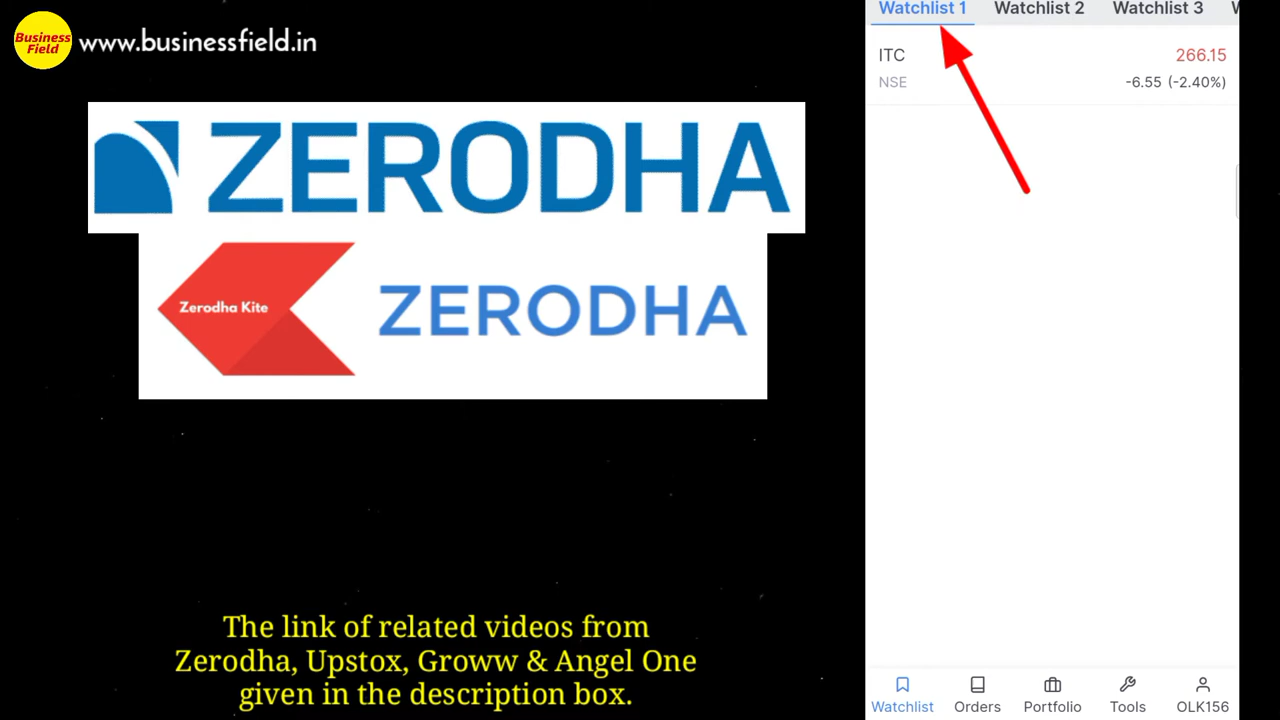 Business
Field
www.businessfield.in
ZERODHA
Zerodha Kite
ZERODHA
The link of related videos from
Zerodha, Upstox, Groww & Angel One
given in the description box.
Watchlist 1 Watchlist 2 Watchlist 3
ITC 266.15
NSE -6.55 (-2.40%)
Watchlist Orders Portfolio Tools OLK156